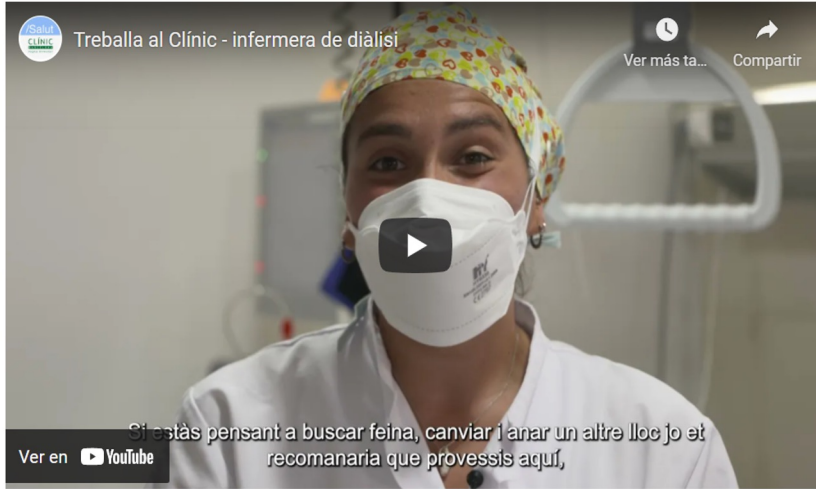 /Salut
CLÍNIC
Treballa al Clínic - infermera de diàlisi
Ver más ta...
Compartir
Si estàs pensant a buscar feina, canviar i anar un altre lloc jo et
recomanaria que provessis aquí,
Ver en YouTube